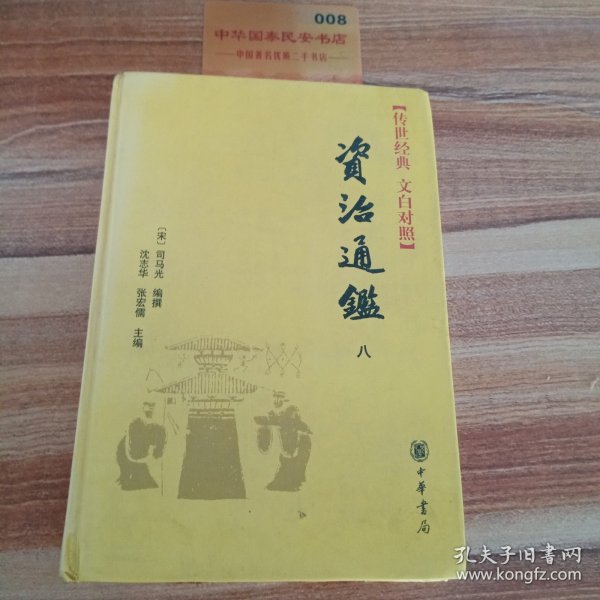 008
中华国泰民安书店
中国著名优质二手书店
【传世经典 文白对照】
資治通鑑
八
〔宋〕司马光 编撰
沈志华 张宏儒 主编
中華書局
孔夫子旧书网
www.kongfz.com